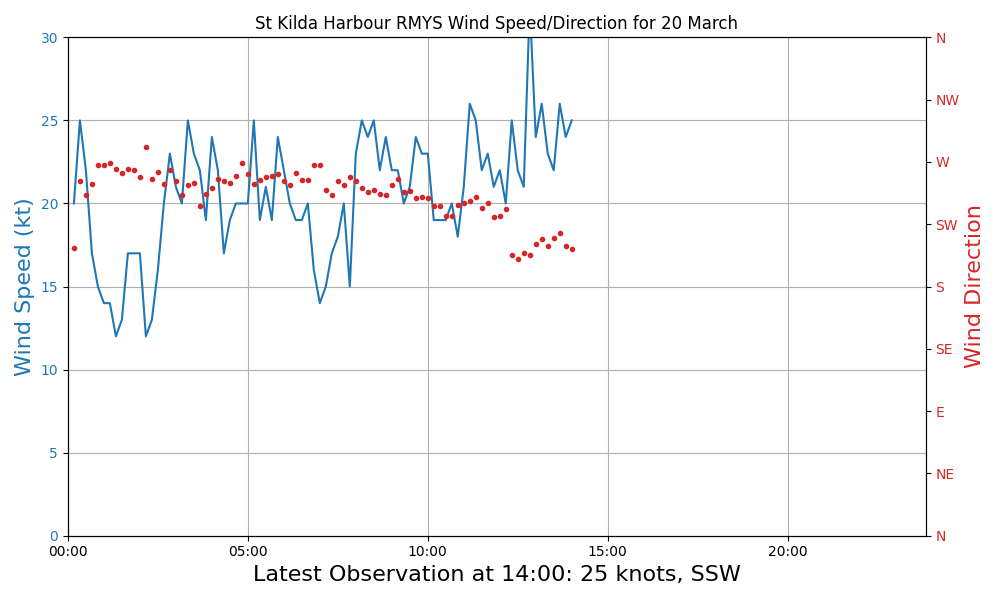 St Kilda Harbour RMYS Wind Speed/Direction for 20 March
30
25
20
15
10
5
0
Wind Speed (kt)
N
NW
W
SW
S
SE
E
NE
N
Wind Direction
00:00
05:00
10:00
15:00
20:00
Latest Observation at 14:00: 25 knots, SSW